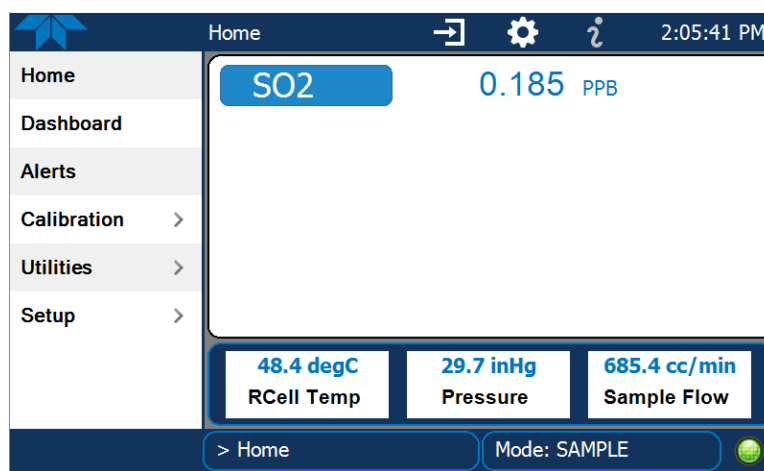 Home 2:05:41 PM
Home
Dashboard
Alerts
Calibration >
Utilities >
Setup >
SO2 0.185 PPB
48.4 degC 29.7 inHg 685.4 cc/min
RCell Temp Pressure Sample Flow
> Home Mode: SAMPLE